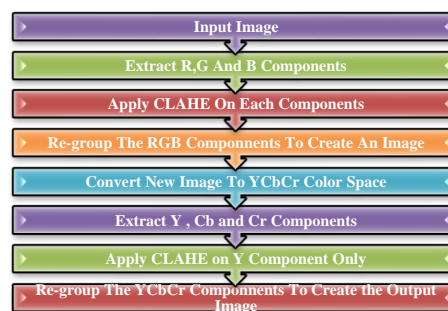 Input Image
Extract R,G And B Components
Apply CLAHE On Each Components
Re-group The RGB Componnents To Create An Image
Convert New Image To YCbCr Color Space
Extract Y , Cb and Cr Components
Apply CLAHE on Y Component Only
Re-group The YCbCr Componnents To Create the Output
Image